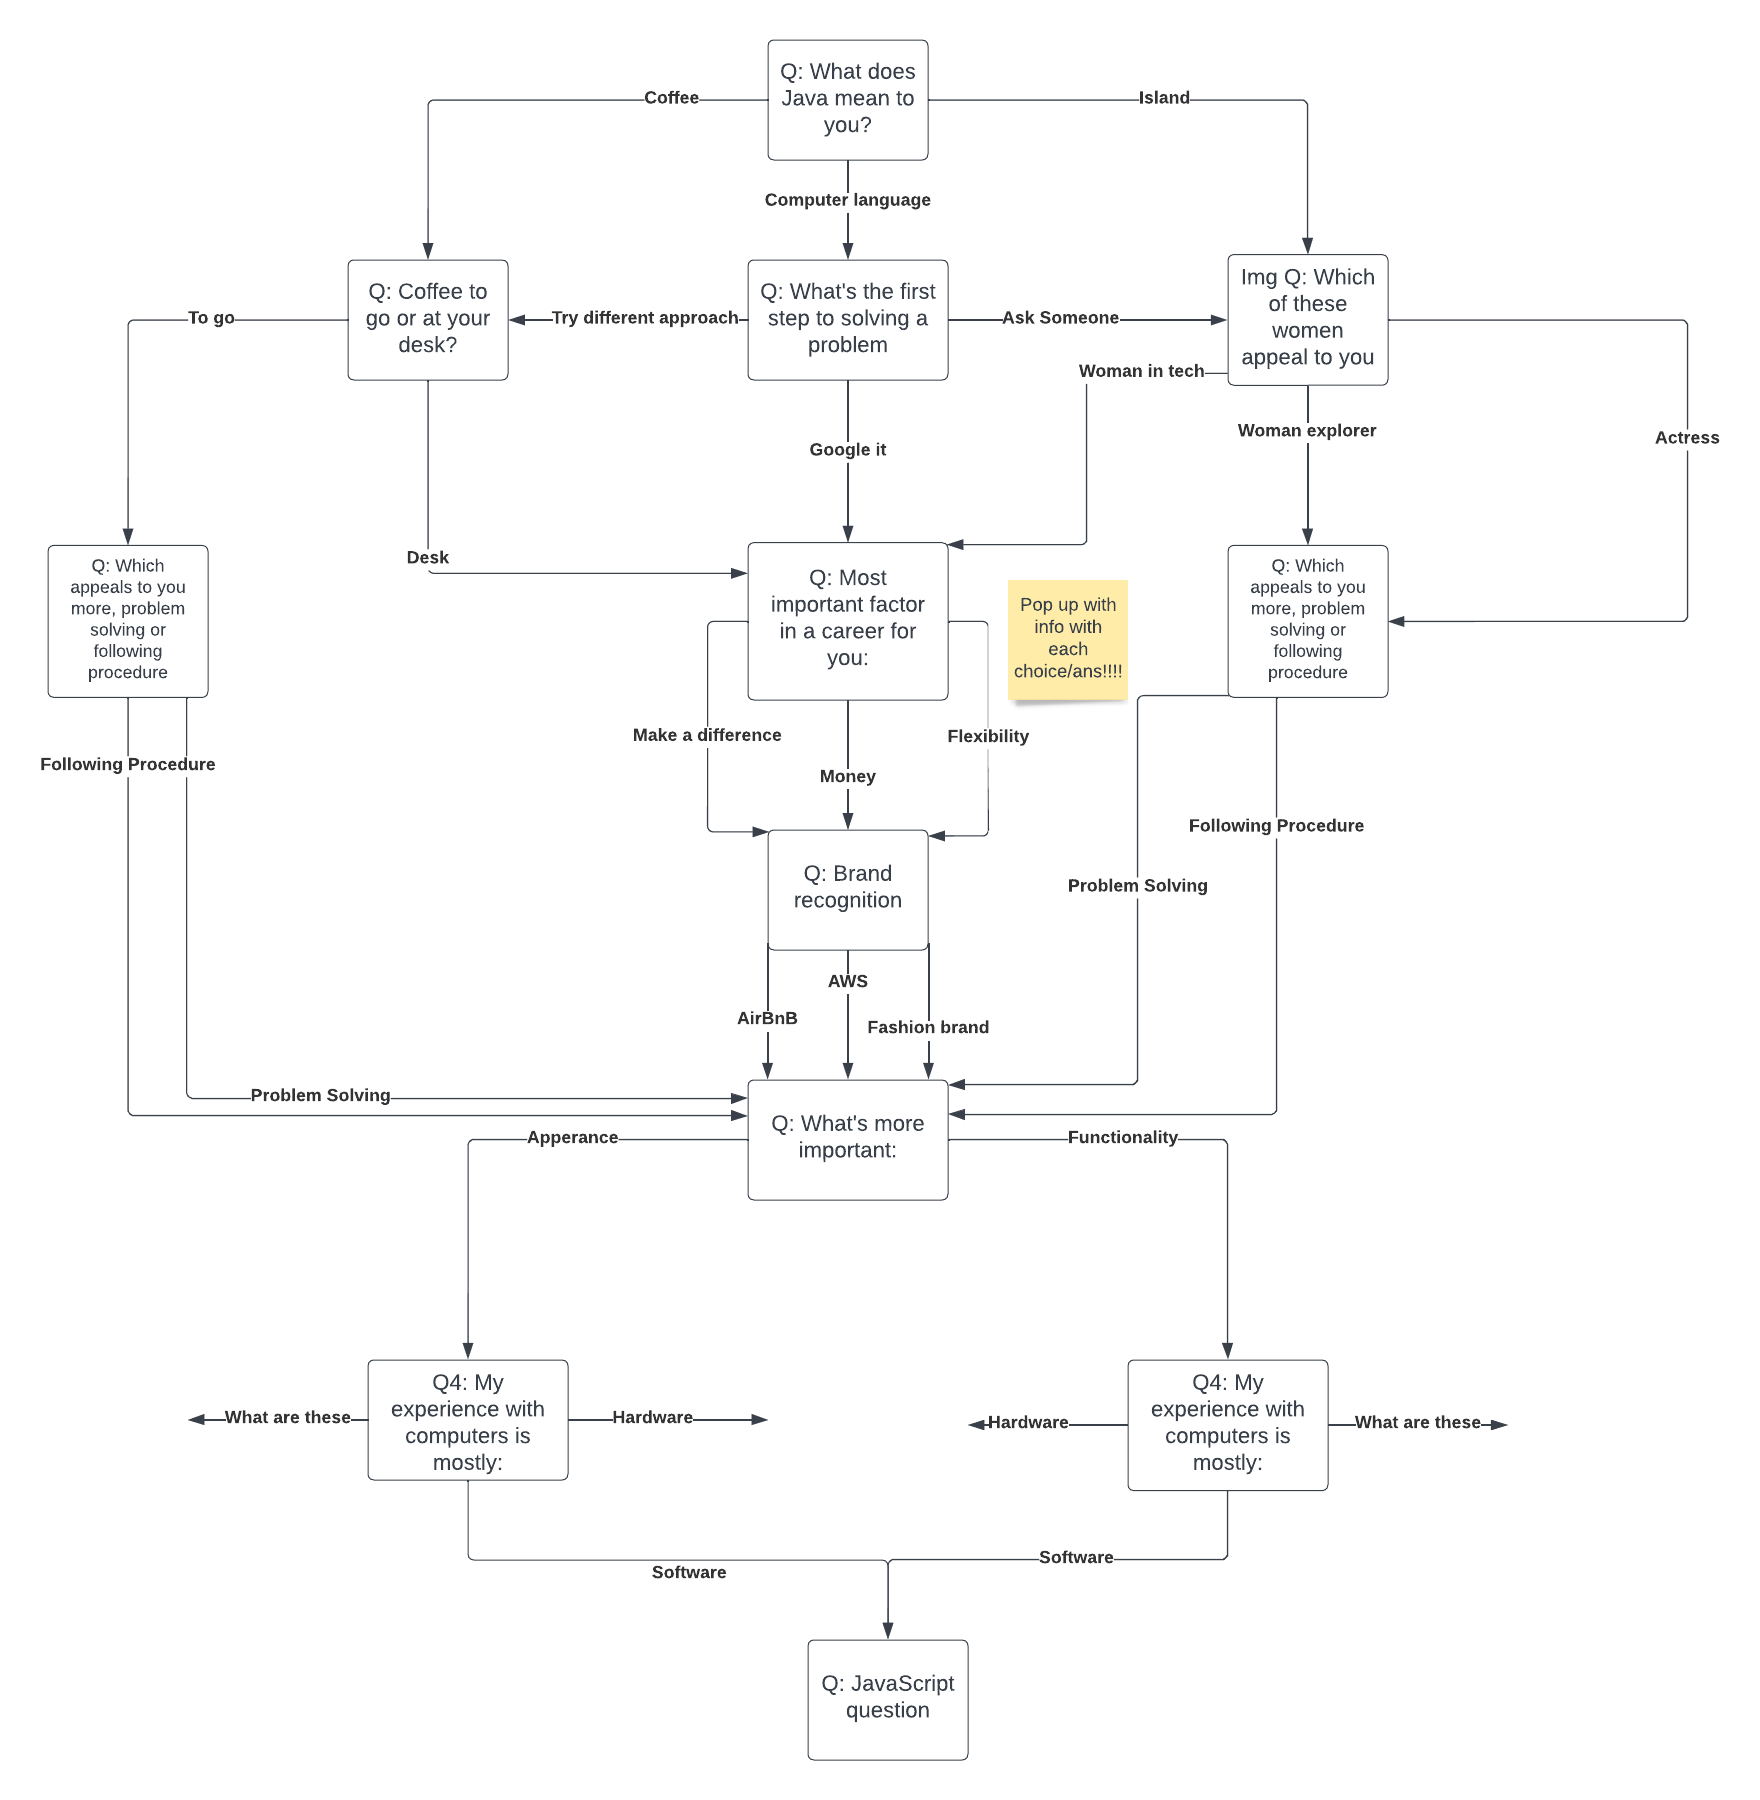 Q: What does
Java mean to
you?
Coffee
Island
Computer language
Q: Coffee to
go or at your
desk?
Q: What's the first
step to solving a
problem
Img Q: Which
of these
women
appeal to you
To go
Try different approach
Ask Someone
Woman in tech
Woman explorer
Actress
Google it
Desk
Q: Which
appeals to you
more, problem
solving or
following
procedure
Q: Most
important factor
in a career for
you:
Pop up with
info with
each
choice/ans!!!!
Q: Which
appeals to you
more, problem
solving or
following
procedure
Make a difference
Flexibility
Money
Following Procedure
Following Procedure
Q: Brand
recognition
Problem Solving
AWS
AirBnB
Fashion brand
Problem Solving
Q: What's more
important:
Apperance
Functionality
Q4: My
experience with
computers is
mostly:
What are these
Hardware
Q4: My
experience with
computers is
mostly:
Hardware
What are these
Software
Software
Q: JavaScript
question